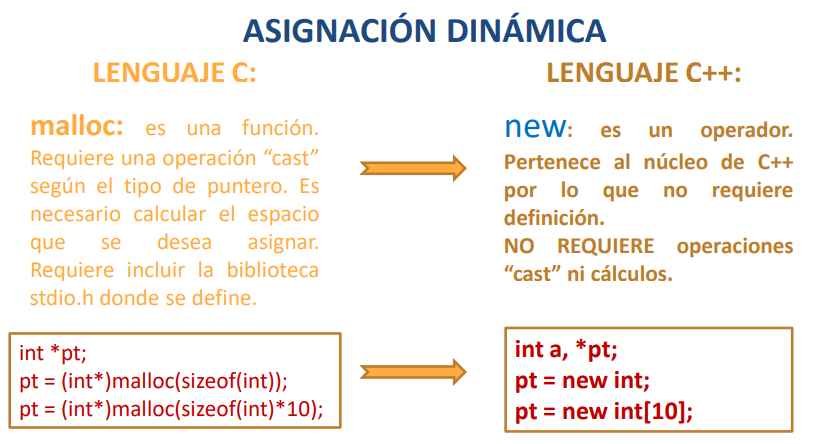 ASIGNACIÓN DINÁMICA
LENGUAJE C:
malloc: es una función.
Requiere una operación “cast”
según el tipo de puntero. Es
necesario calcular el espacio
que se desea asignar.
Requiere incluir la biblioteca
stdio.h donde se define.
int *pt;
pt = (int*)malloc(sizeof(int));
pt = (int*)malloc(sizeof(int)*10);
LENGUAJE C++:
new: es un operador.
Pertenece al núcleo de C++
por lo que no requiere
definición.
NO REQUIERE operaciones
“cast” ni cálculos.
int a, *pt;
pt = new int;
pt = new int[10];